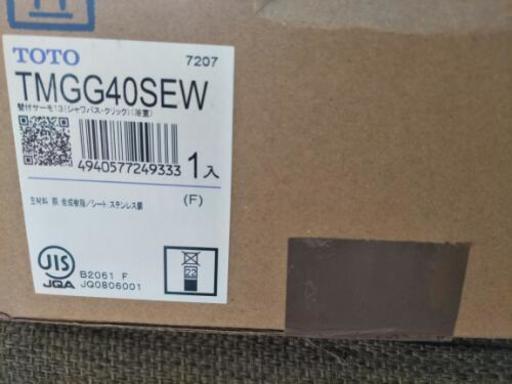 TOTO 7207
TMGG40SEW
壁付サーモ13(シャワバス・クリック)(浴室)
4940577249333 1入
主材料 銅 合成樹脂/シート:ステンレス鋼
(F)
JIS
JQA
B2061 F
JQ0806001
22